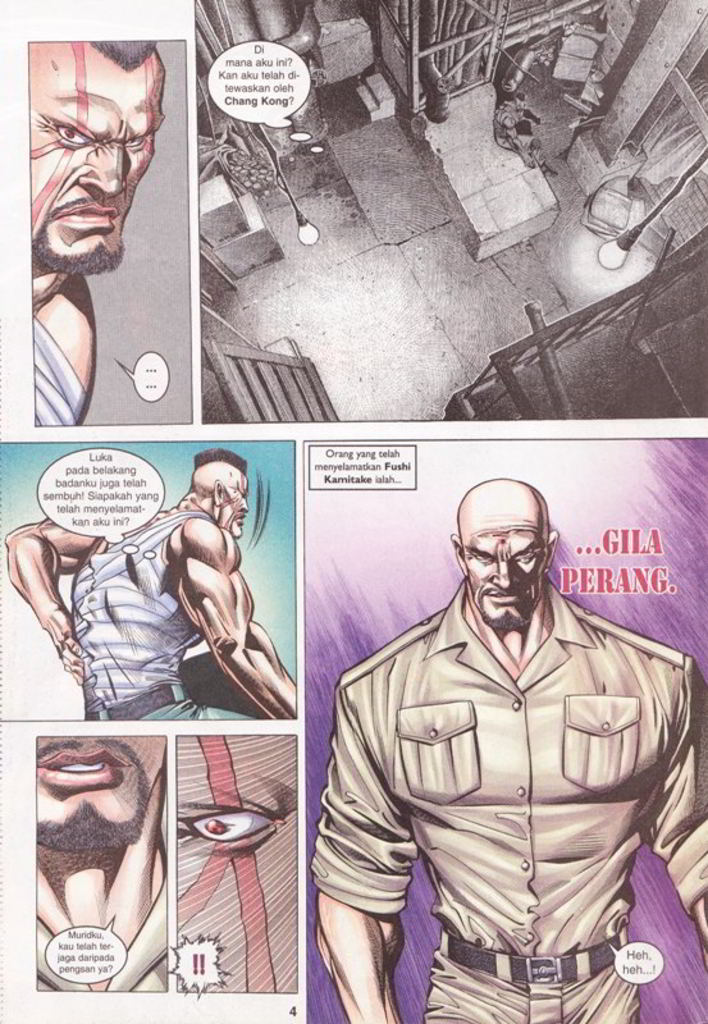 ...
...
Di
mana aku ini?
Kan aku telah di-
tewaskan oleh
Chang Kong?
Luka
pada belakang
badanku juga telah
sembuh! Siapakah yang
telah menyelamat-
kan aku ini?
Orang yang telah
menyelamatkan Fushi
Kamitake ialah...
...GILA
PERANG.
Muridku,
kau telah ter-
jaga daripada
pengsan ya?
!!
Heh,
heh...!
4